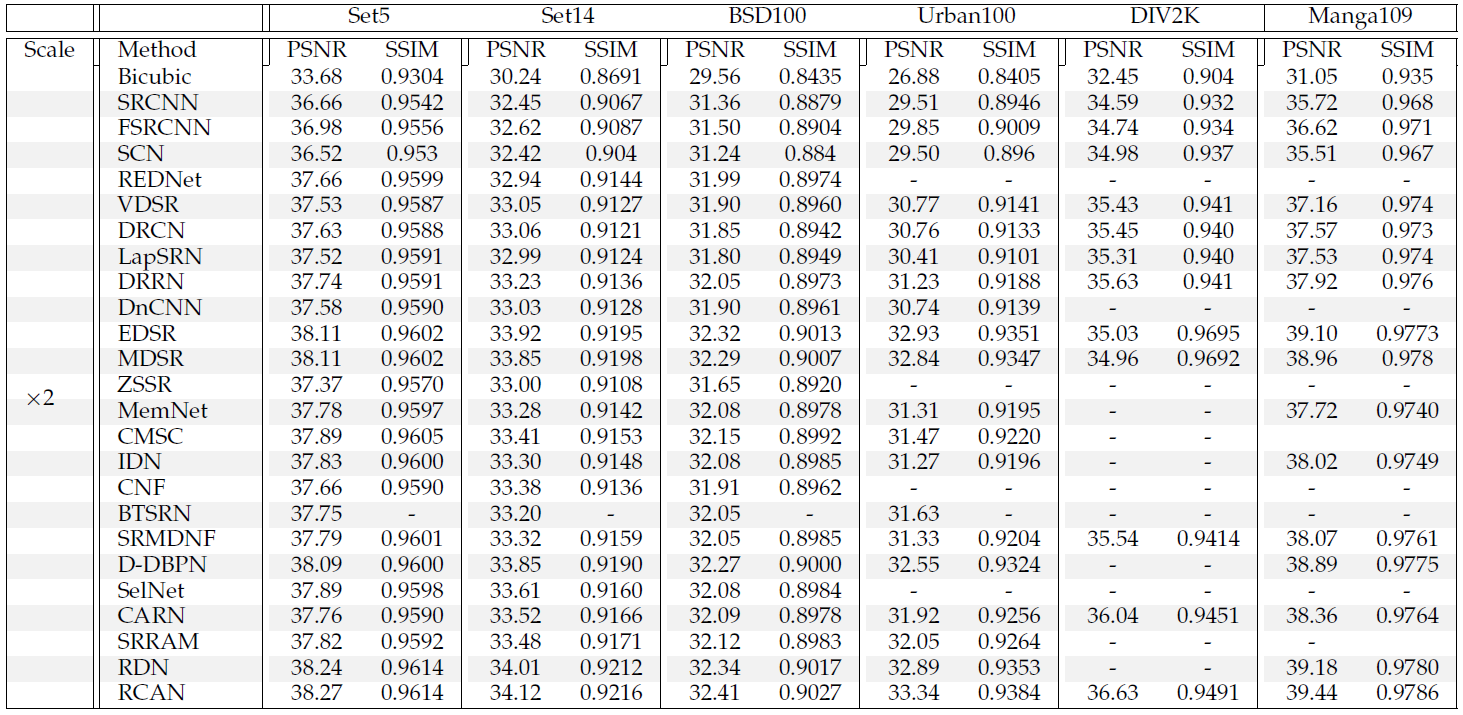 Set5 Set14 BSD100 Urban100 DIV2K Manga109
Scale Method PSNR SSIM PSNR SSIM PSNR SSIM PSNR SSIM PSNR SSIM PSNR SSIM
Bicubic 33.68 0.9304 30.24 0.8691 29.56 0.8435 26.88 0.8405 32.45 0.904 31.05 0.935
SRCNN 36.66 0.9542 32.45 0.9067 31.36 0.8879 29.51 0.8946 34.59 0.932 35.72 0.968
FSRCNN 36.98 0.9556 32.62 0.9087 31.50 0.8904 29.85 0.9009 34.74 0.934 36.62 0.971
SCN 36.52 0.953 32.42 0.904 31.24 0.884 29.50 0.896 34.98 0.937 35.51 0.967
REDNet 37.66 0.9599 32.94 0.9144 31.99 0.8974 - - - - - -
VDSR 37.53 0.9587 33.05 0.9127 31.90 0.8960 30.77 0.9141 35.43 0.941 37.16 0.974
DRCN 37.63 0.9588 33.06 0.9121 31.85 0.8942 30.76 0.9133 35.45 0.940 37.57 0.973
LapSRN 37.52 0.9591 32.99 0.9124 31.80 0.8949 30.41 0.9101 35.31 0.940 37.53 0.974
DRRN 37.74 0.9591 33.23 0.9136 32.05 0.8973 31.23 0.9188 35.63 0.941 37.92 0.976
DnCNN 37.58 0.9590 33.03 0.9128 31.90 0.8961 30.74 0.9139 - - - -
EDSR 38.11 0.9602 33.92 0.9195 32.32 0.9013 32.93 0.9351 35.03 0.9695 39.10 0.9773
MDSR 38.11 0.9602 33.85 0.9198 32.29 0.9007 32.84 0.9347 34.96 0.9692 38.96 0.978
ZSSR 37.37 0.9570 33.00 0.9108 31.65 0.8920 - - - - - -
×2
MemNet 37.78 0.9597 33.28 0.9142 32.08 0.8978 31.31 0.9195 - - 37.72 0.9740
CMSC 37.89 0.9605 33.41 0.9153 32.15 0.8992 31.47 0.9220 - - - -
IDN 37.83 0.9600 33.30 0.9148 32.08 0.8985 31.27 0.9196 - - 38.02 0.9749
CNF 37.66 0.9590 33.38 0.9136 31.91 0.8962 - - - - - -
BTSRN 37.75 - 33.20 - 32.05 - 31.63 - - - - -
SRMDNF 37.79 0.9601 33.32 0.9159 32.05 0.8985 31.33 0.9204 35.54 0.9414 38.07 0.9761
D-DBPN 38.09 0.9600 33.85 0.9190 32.27 0.9000 32.55 0.9324 - - 38.89 0.9775
SelNet 37.89 0.9598 33.61 0.9160 32.08 0.8984 - - - - - -
CARN 37.76 0.9590 33.52 0.9166 32.09 0.8978 31.92 0.9256 36.04 0.9451 38.36 0.9764
SRRAM 37.82 0.9592 33.48 0.9171 32.12 0.8983 32.05 0.9264 - - -
RDN 38.24 0.9614 34.01 0.9212 32.34 0.9017 32.89 0.9353 - - 39.18 0.9780
RCAN 38.27 0.9614 34.12 0.9216 32.41 0.9027 33.34 0.9384 36.63 0.9491 39.44 0.9786